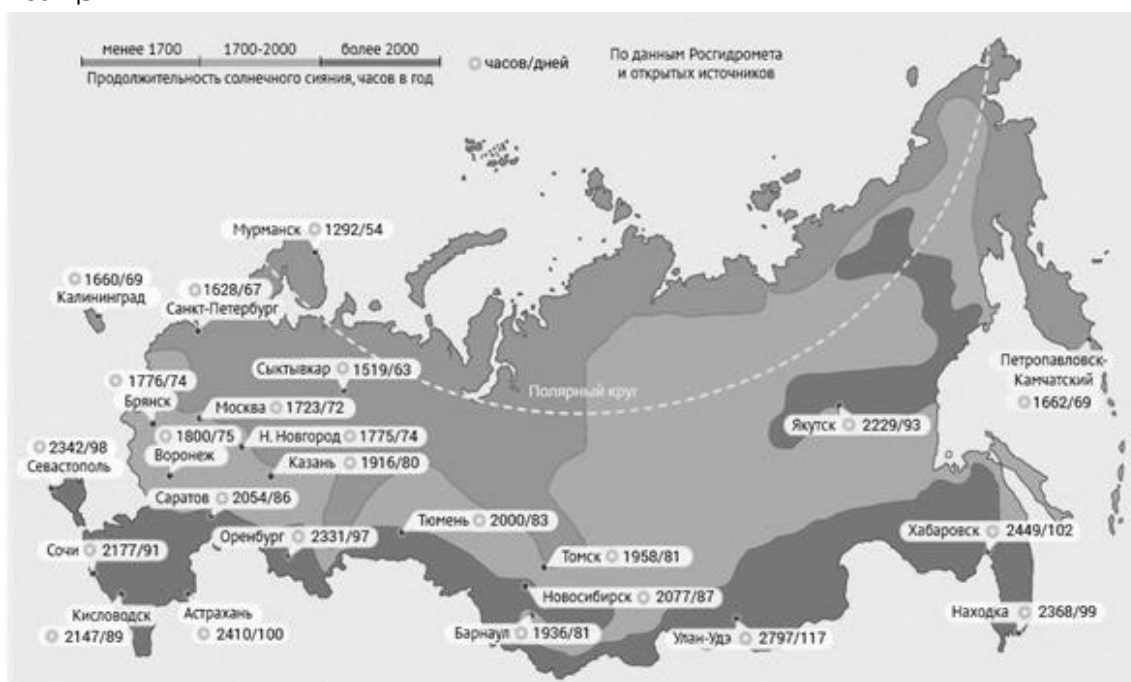 менее 1700 1700-2000 более 2000
Продолжительность солнечного сияния, часов в год
часов/дней
По данным Росгидромета
и открытых источников
Мурманск 1292/54
1660/69
Калининград
1628/67
Санкт-Петербург
Сыктывкар 1519/63
Полярный круг
Петропавловск-
Камчатский
1662/69
1776/74
Брянск
Москва 1723/72
Якутск 2229/93
1800/75
Воронеж
Н. Новгород 1775/74
2342/98
Севастополь
Казань 1916/80
Саратов 2054/86
Тюмень 2000/83
Хабаровск 2449/102
Оренбург 2331/97
Сочи 2177/91
Томск 1958/81
Новосибирск 2077/87
Кисловодск
2147/89
Астрахань
2410/100
Находка 2368/99
Барнаул 1936/81
Улан-Удэ 2797/117